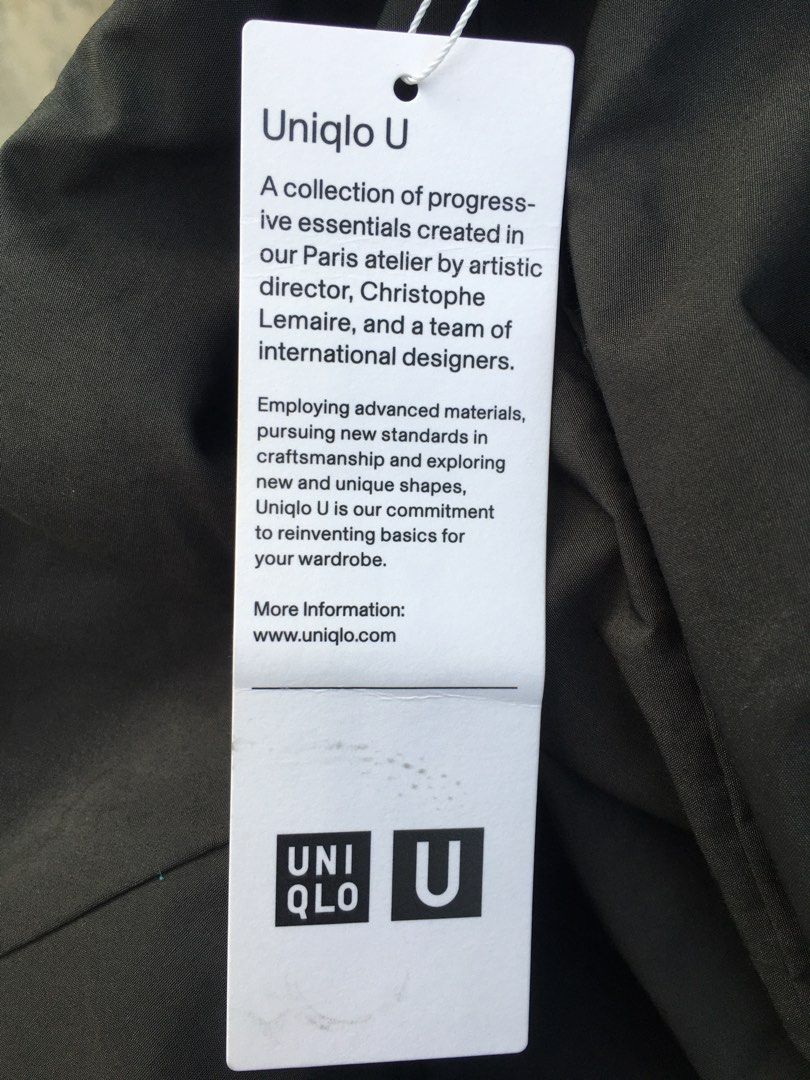 Uniqlo U
A collection of progress-
ive essentials created in
our Paris atelier by artistic
director, Christophe
Lemaire, and a team of
international designers.
Employing advanced materials,
pursuing new standards in
craftsmanship and exploring
new and unique shapes,
Uniqlo U is our commitment
to reinventing basics for
your wardrobe.
More Information:
www.uniqlo.com
UNI
QLO
U